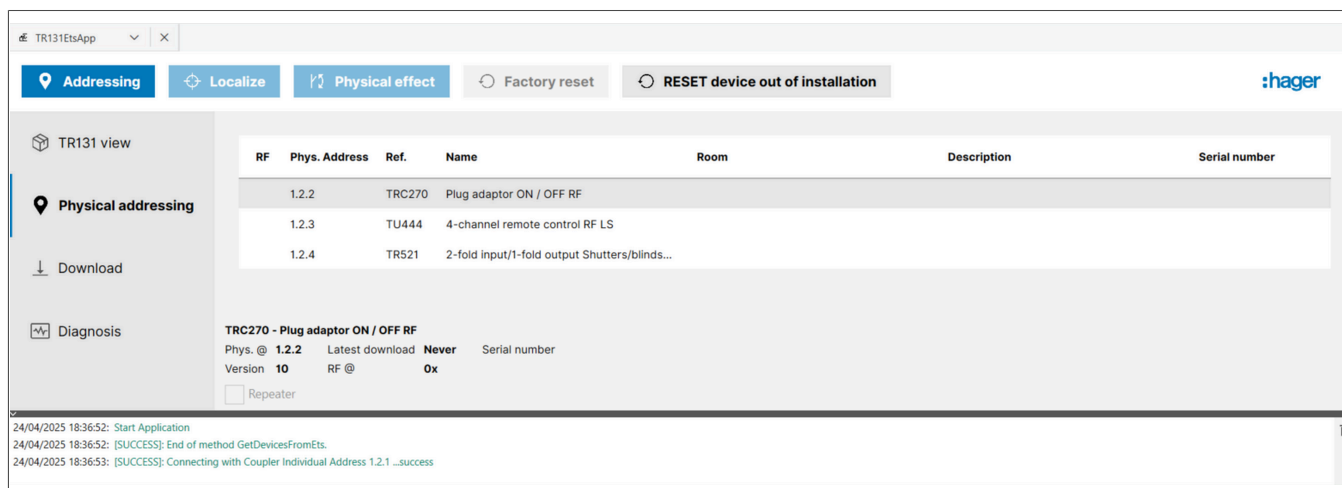 TR131EtsApp
Addressing Localize Physical effect Factory reset RESET device out of installation :hager
TR131 view
Physical addressing
Download
Diagnosis
RF Phys. Address Ref. Name Room Description Serial number
1.2.2 TRC270 Plug adaptor ON / OFF RF
1.2.3 TU444 4-channel remote control RF LS
1.2.4 TR521 2-fold input/1-fold output Shutters/blinds...
TRC270 - Plug adaptor ON / OFF RF
Phys. @ 1.2.2 Latest download Never Serial number
Version 10 RF @ 0x
Repeater
24/04/2025 18:36:52: Start Application
24/04/2025 18:36:52: [SUCCESS]: End of method GetDevicesFromEts.
24/04/2025 18:36:53: [SUCCESS]: Connecting with Coupler Individual Address 1.2.1 ...success